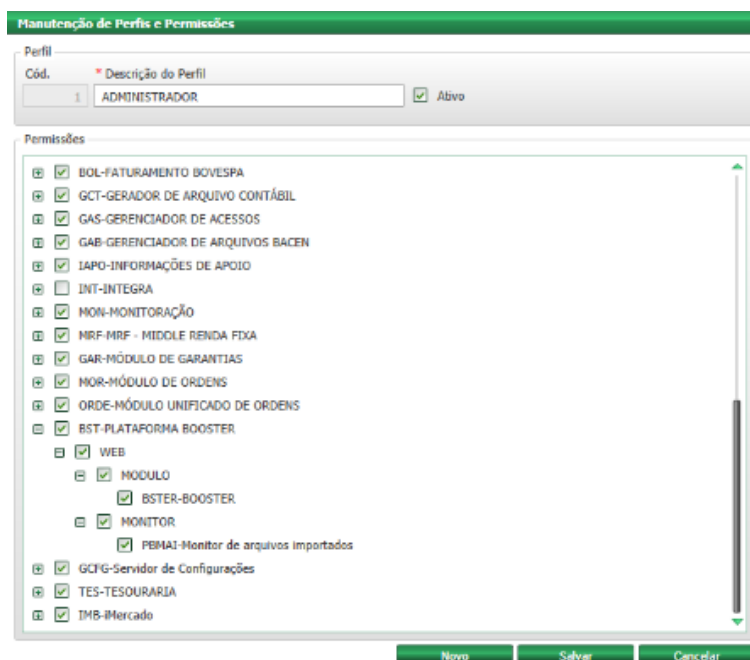 Manutenção de Perfis e Permissões
Perfil
Cód. * Descrição do Perfil
1 ADMINISTRADOR Ativo
Permissões
BOL-FATURAMENTO BOVESPA
GCT-GERADOR DE ARQUIVO CONTÁBIL
GAS-GERENCIADOR DE ACESSOS
GAB-GERENCIADOR DE ARQUIVOS BACEN
IAPO-INFORMAÇÕES DE APOIO
INT-INTEGRA
MON-MONITORAÇÃO
MRF-MRF - MIDDLE RENDA FIXA
GAR-MÓDULO DE GARANTIAS
MOR-MÓDULO DE ORDENS
ORDE-MÓDULO UNIFICADO DE ORDENS
BST-PLATAFORMA BOOSTER
WEB
MODULO
BSTER-BOOSTER
MONITOR
PBMAI-Monitor de arquivos importados
GCFG-Servidor de Configurações
TES-TESOURARIA
IMB-iMercado
Novo Salvar Cancelar